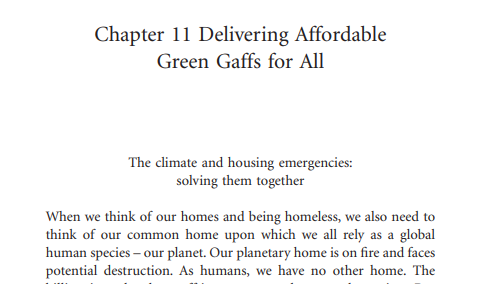 Chapter 11 Delivering Affordable
Green Gaffs for All
The climate and housing emergencies:
solving them together
When we think of our homes and being homeless, we also need to
think of our common home upon which we all rely as a global
human species – our planet. Our planetary home is on fire and faces
potential destruction. As humans, we have no other home. The